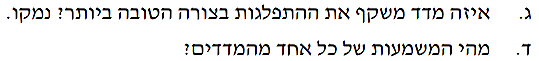 ג. איזה מדד משקף את ההתפלגות בצורה הטובה ביותר? נמקו.
ד. מהי המשמעות של כל אחד מהמדדים?